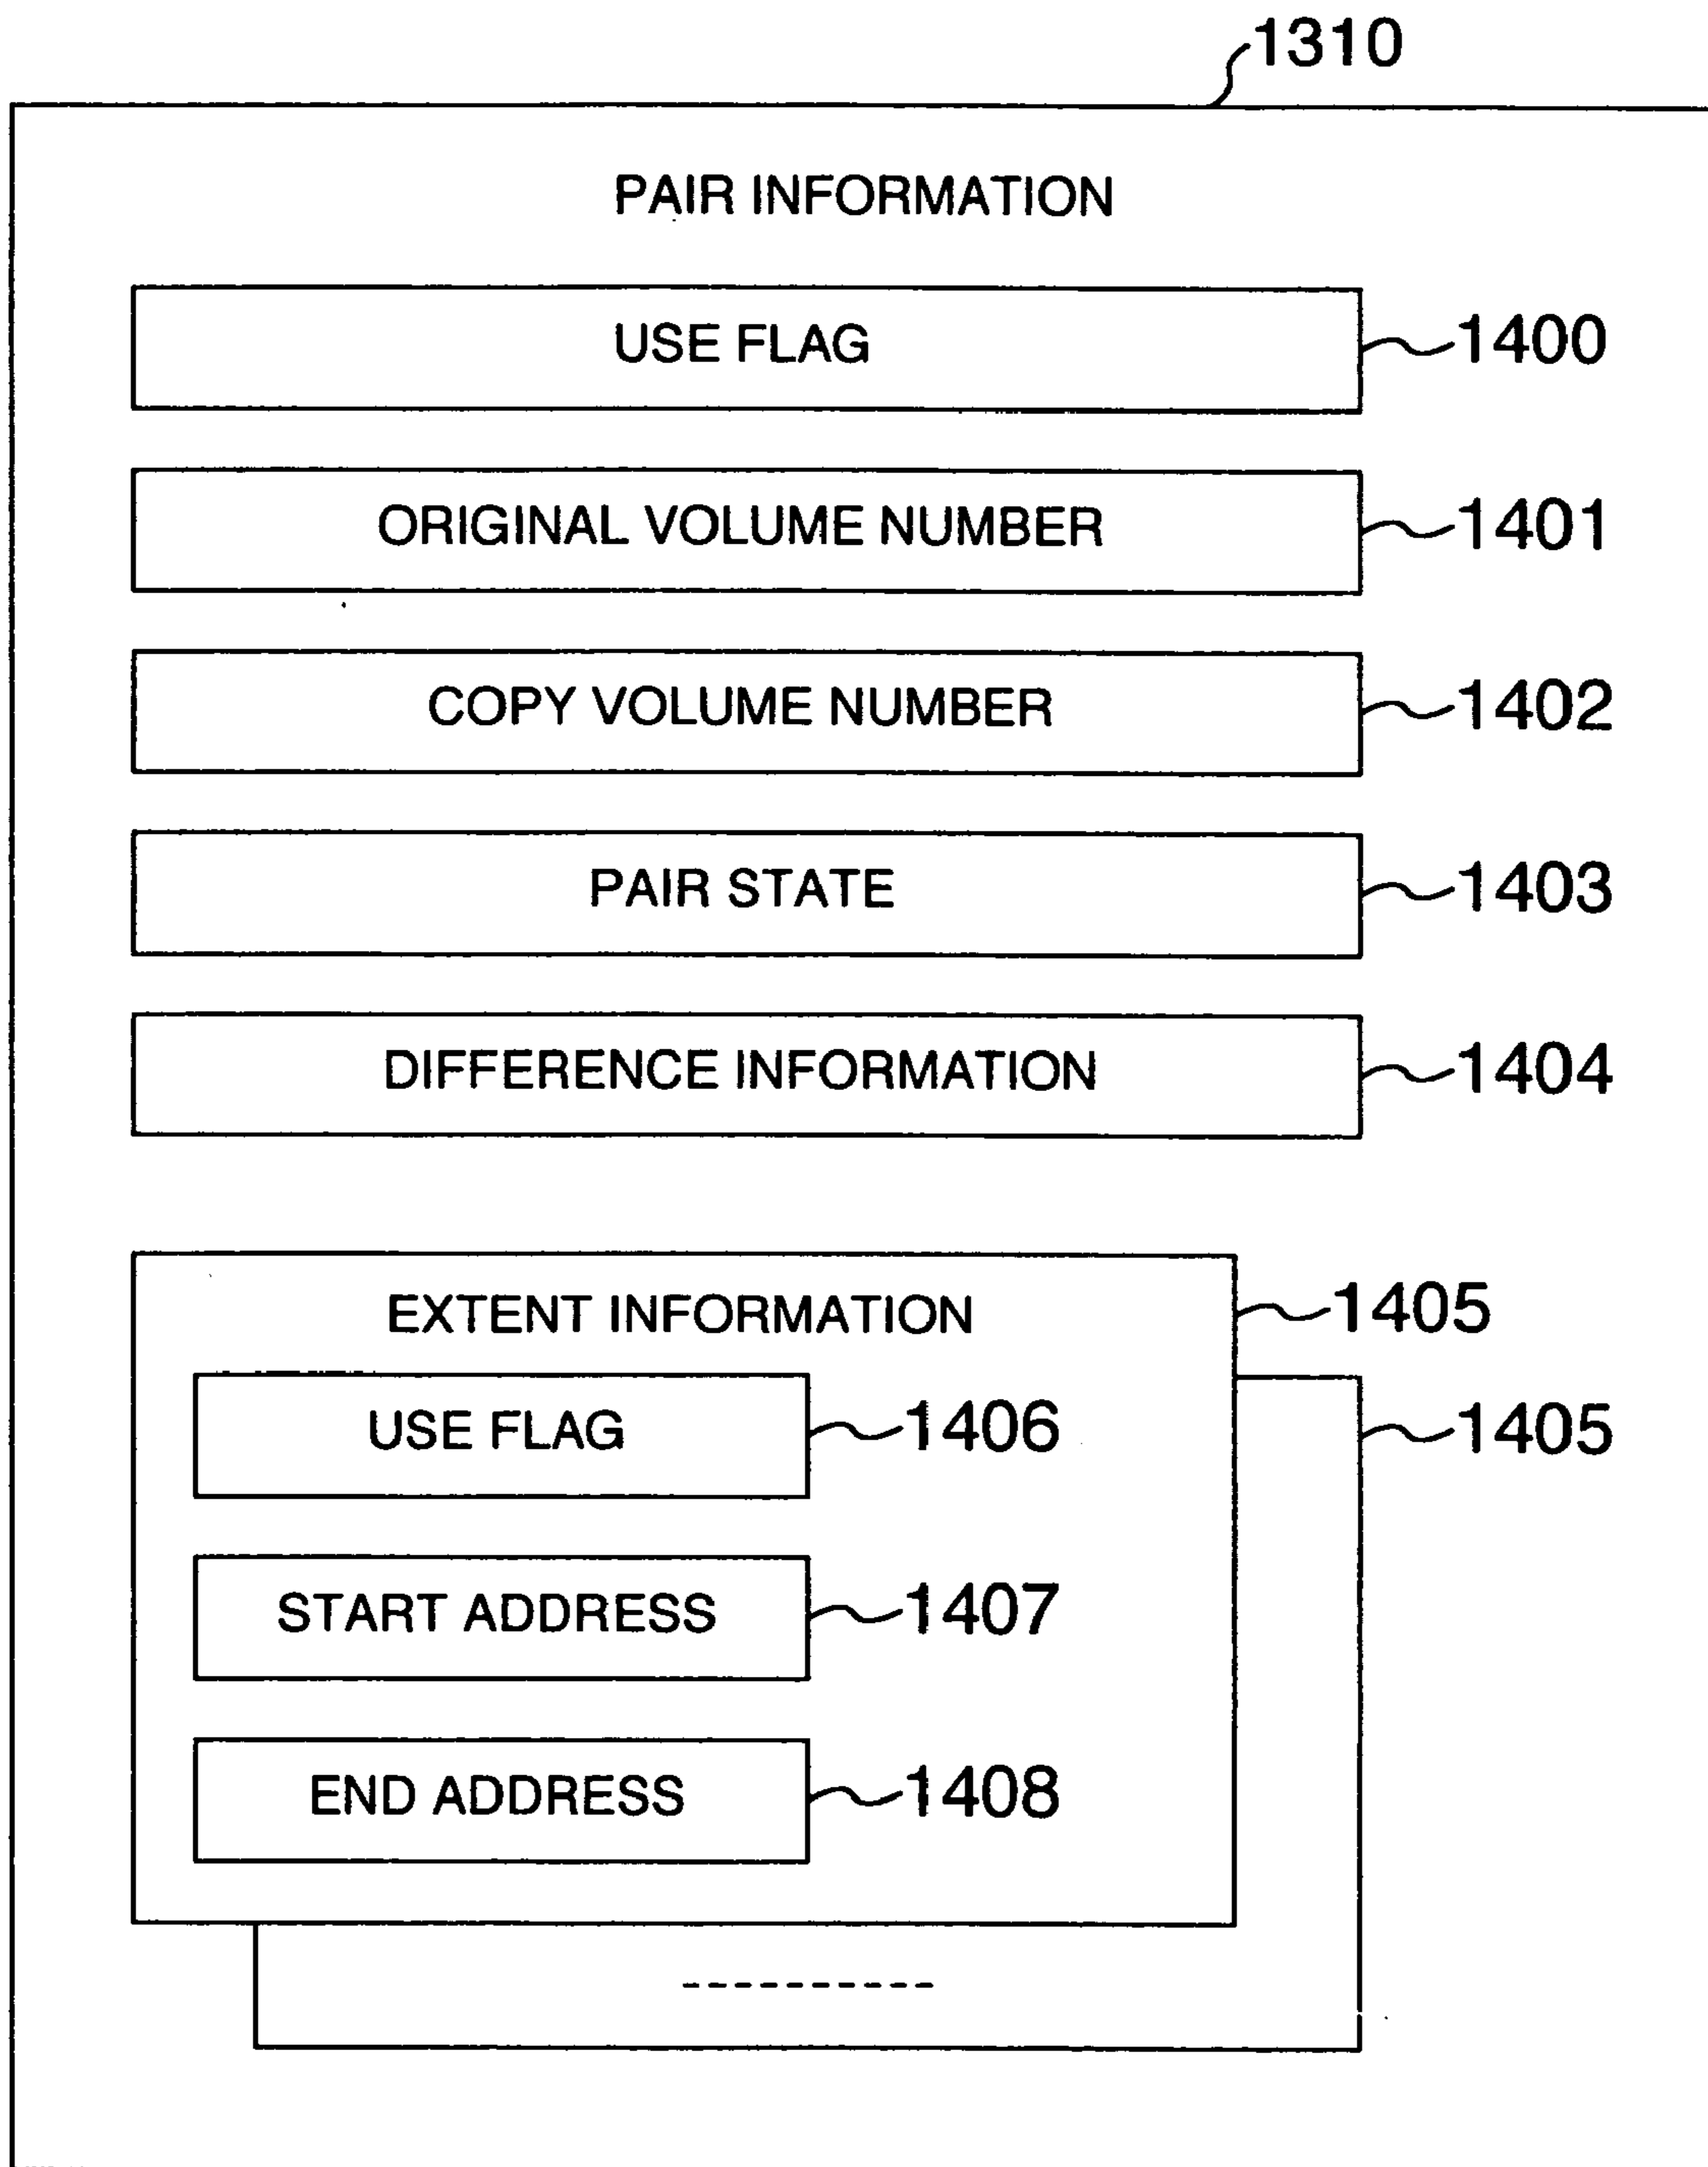 1310
PAIR INFORMATION
USE FLAG 1400
ORIGINAL VOLUME NUMBER 1401
COPY VOLUME NUMBER 1402
PAIR STATE 1403
DIFFERENCE INFORMATION 1404
EXTENT INFORMATION 1405
USE FLAG 1406 1405
START ADDRESS 1407
END ADDRESS 1408